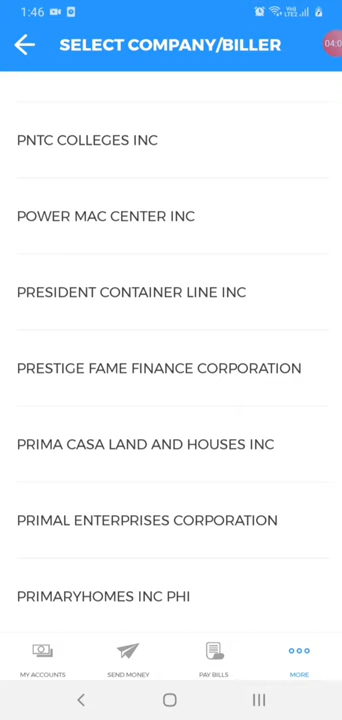 1:46
SELECT COMPANY/BILLER
04:0
PNTC COLLEGES INC
POWER MAC CENTER INC
PRESIDENT CONTAINER LINE INC
PRESTIGE FAME FINANCE CORPORATION
PRIMA CASA LAND AND HOUSES INC
PRIMAL ENTERPRISES CORPORATION
PRIMARYHOMES INC PHI
MY ACCOUNTS
SEND MONEY
PAY BILLS
MORE